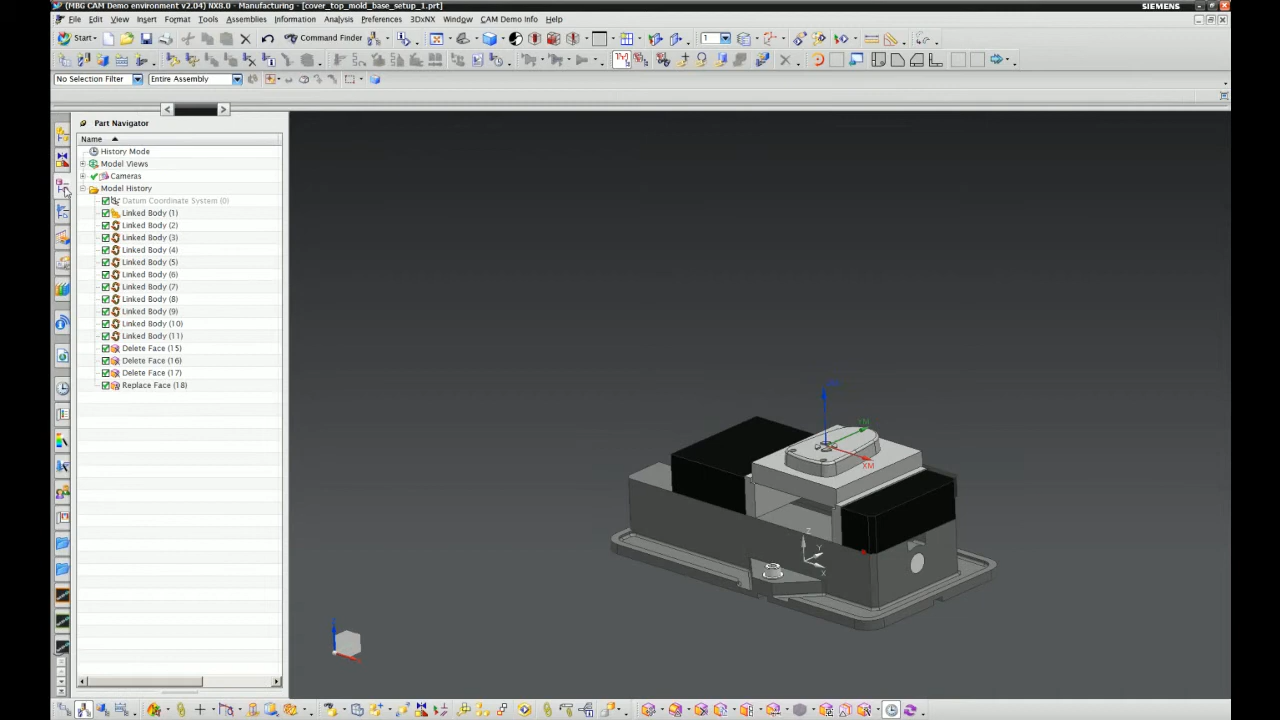 (MBG CAM Demo environment v2.04) NX8.0 - Manufacturing - [cover_top_mold_base_setup_1.prt]
SIEMENS
File Edit View Insert Format Tools Assemblies Information Analysis Preferences 3DxNX Window CAM Demo Info Help
Start Command Finder 1
No Selection Filter Entire Assembly
Part Navigator
Name
History Mode
Model Views
Cameras
Model History
Datum Coordinate System (0)
Linked Body (1)
Linked Body (2)
Linked Body (3)
Linked Body (4)
Linked Body (5)
Linked Body (6)
Linked Body (7)
Linked Body (8)
Linked Body (9)
Linked Body (10)
Linked Body (11)
Delete Face (15)
Delete Face (16)
Delete Face (17)
Replace Face (18)
YM
XM
Z
Y
X